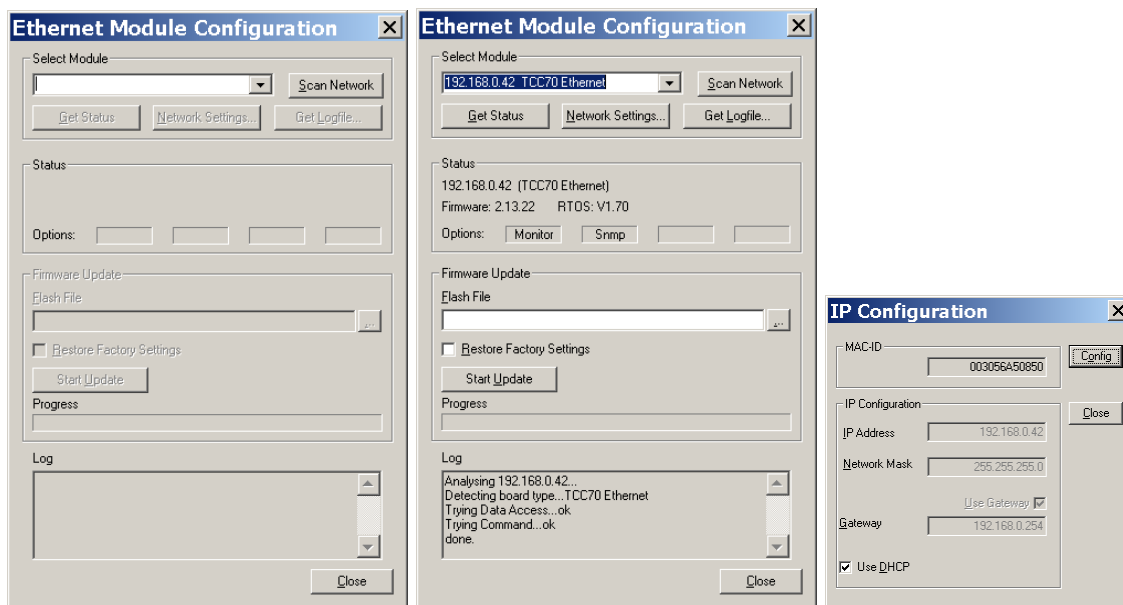 Ethernet Module Configuration
Select Module
Scan Network
Get Status
Network Settings...
Get Logfile...
Status
Options:
Firmware Update
Flash File
...
Restore Factory Settings
Start Update
Progress
Log
Close
Ethernet Module Configuration
Select Module
192.168.0.42 TCC70 Ethernet
Scan Network
Get Status
Network Settings...
Get Logfile...
Status
192.168.0.42 (TCC70 Ethernet)
Firmware: 2.13.22 RTOS: V1.70
Options: Monitor Snmp
Firmware Update
Flash File
...
Restore Factory Settings
Start Update
Progress
Log
Analysing 192.168.0.42...
Detecting board type...TCC70 Ethernet
Trying Data Access...ok
Trying Command...ok
done.
Close
IP Configuration
MAC-ID
003056A50850
Config
IP Configuration
Close
IP Address 192.168.0.42
Network Mask 255.255.255.0
Use Gateway
Gateway 192.168.0.254
Use DHCP